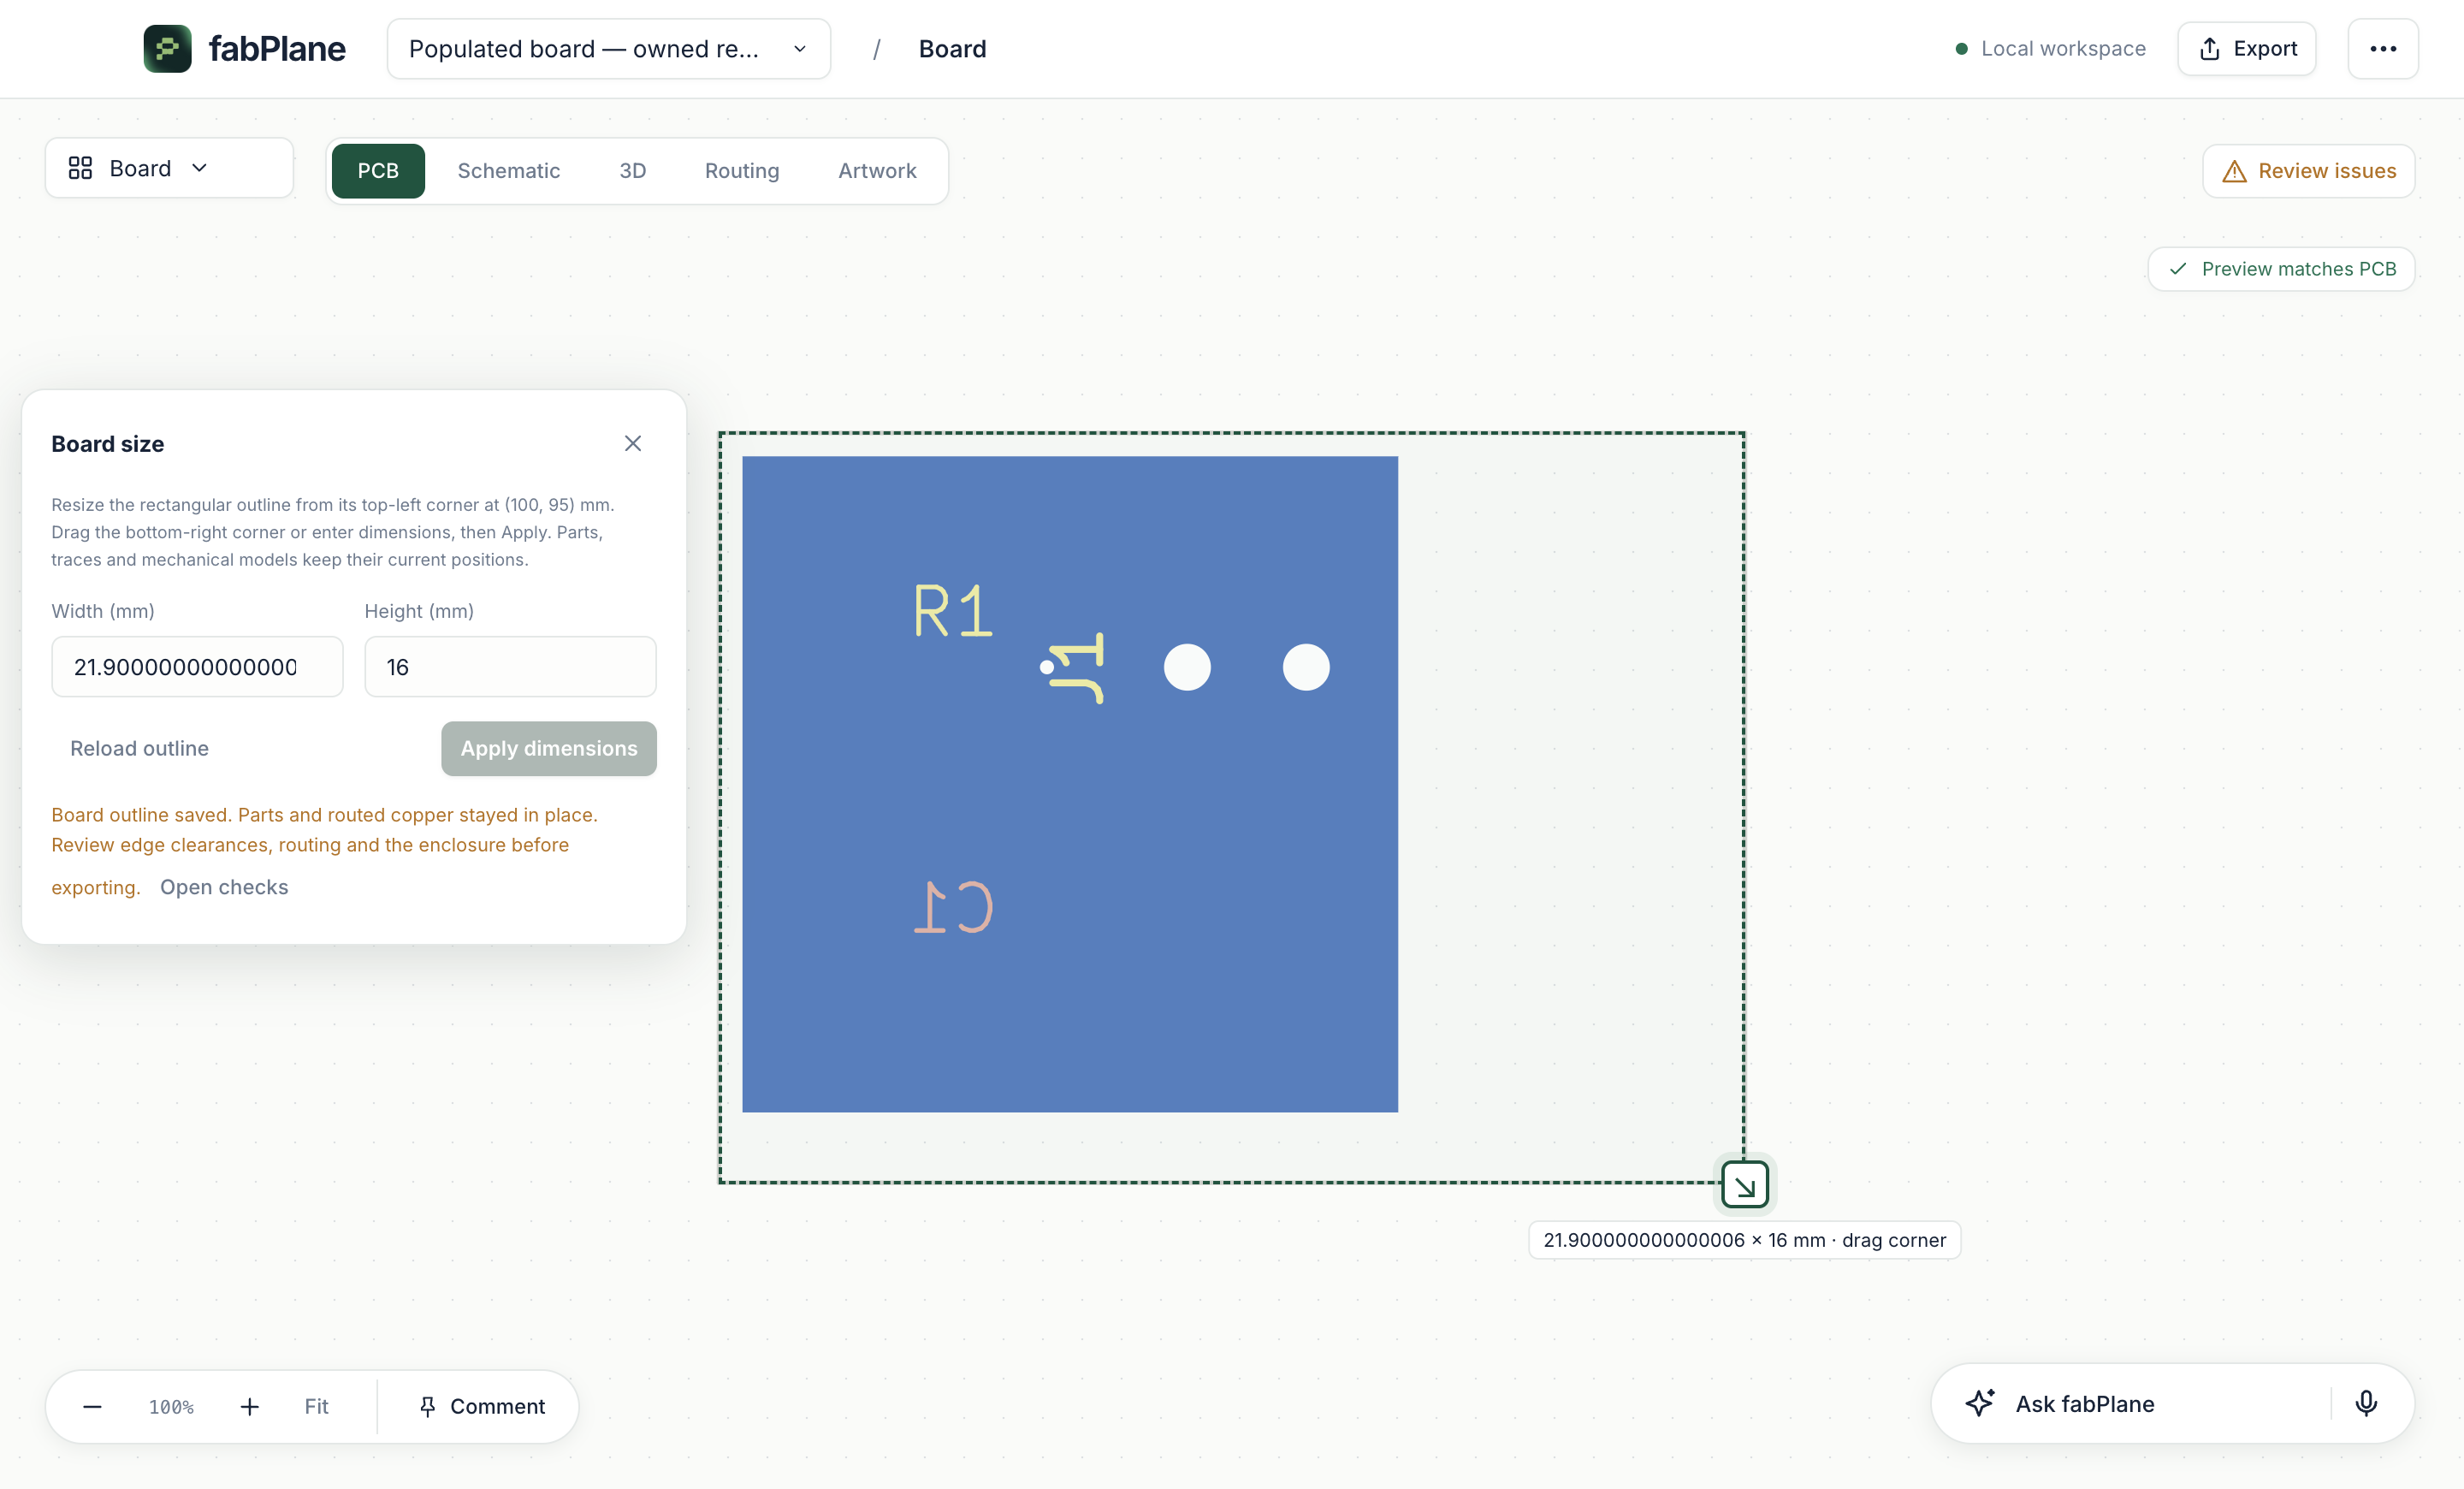 fabPlane
Populated board — owned re...
/
Board
Local workspace
Export
Board
PCB
Schematic
3D
Routing
Artwork
Review issues
Preview matches PCB
Board size
Resize the rectangular outline from its top-left corner at (100, 95) mm.
Drag the bottom-right corner or enter dimensions, then Apply. Parts,
traces and mechanical models keep their current positions.
Width (mm)
Height (mm)
21.90000000000000
16
Reload outline
Apply dimensions
Board outline saved. Parts and routed copper stayed in place.
Review edge clearances, routing and the enclosure before
exporting. Open checks
R1
J1
C1
21.900000000000006 × 16 mm · drag corner
100%
Fit
Comment
Ask fabPlane